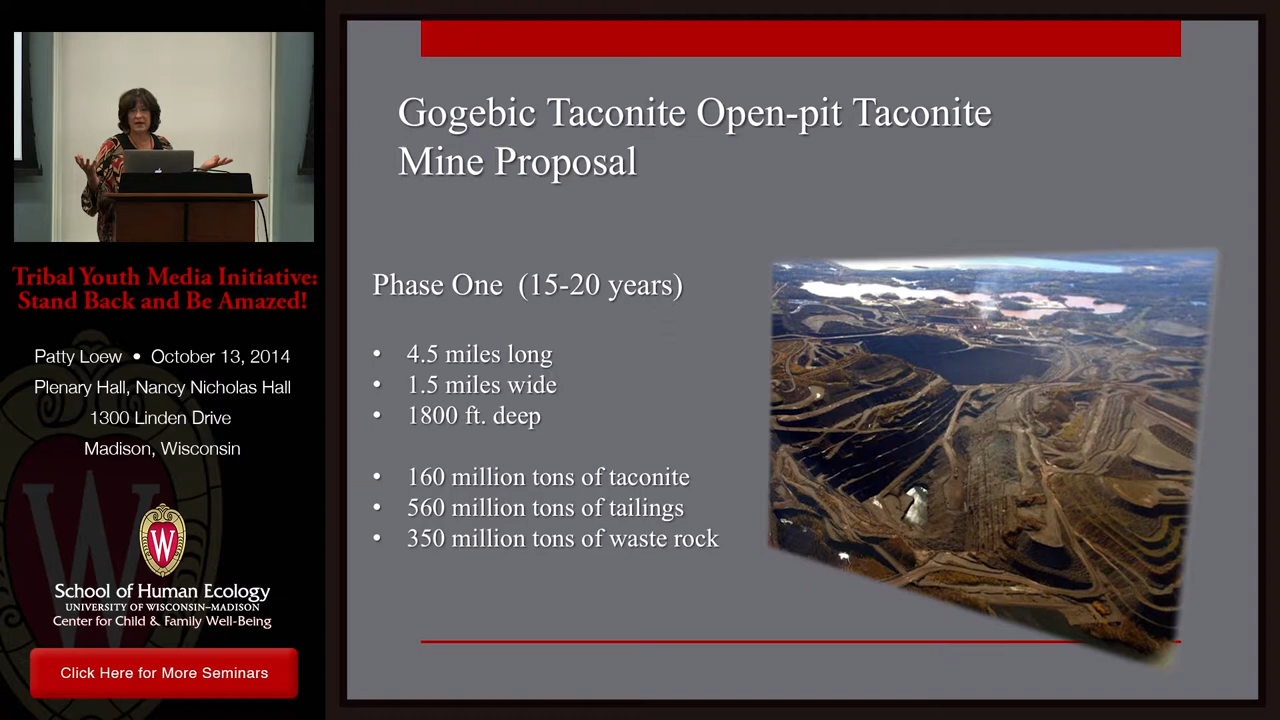 Gogebic Taconite Open-pit Taconite
Mine Proposal
Phase One (15-20 years)
• 4.5 miles long
• 1.5 miles wide
• 1800 ft. deep
• 160 million tons of taconite
• 560 million tons of tailings
• 350 million tons of waste rock
Tribal Youth Media Initiative:
Stand Back and Be Amazed!
Patty Loew • October 13, 2014
Plenary Hall, Nancy Nicholas Hall
1300 Linden Drive
Madison, Wisconsin
W
School of Human Ecology
UNIVERSITY OF WISCONSIN–MADISON
Center for Child & Family Well-Being
Click Here for More Seminars